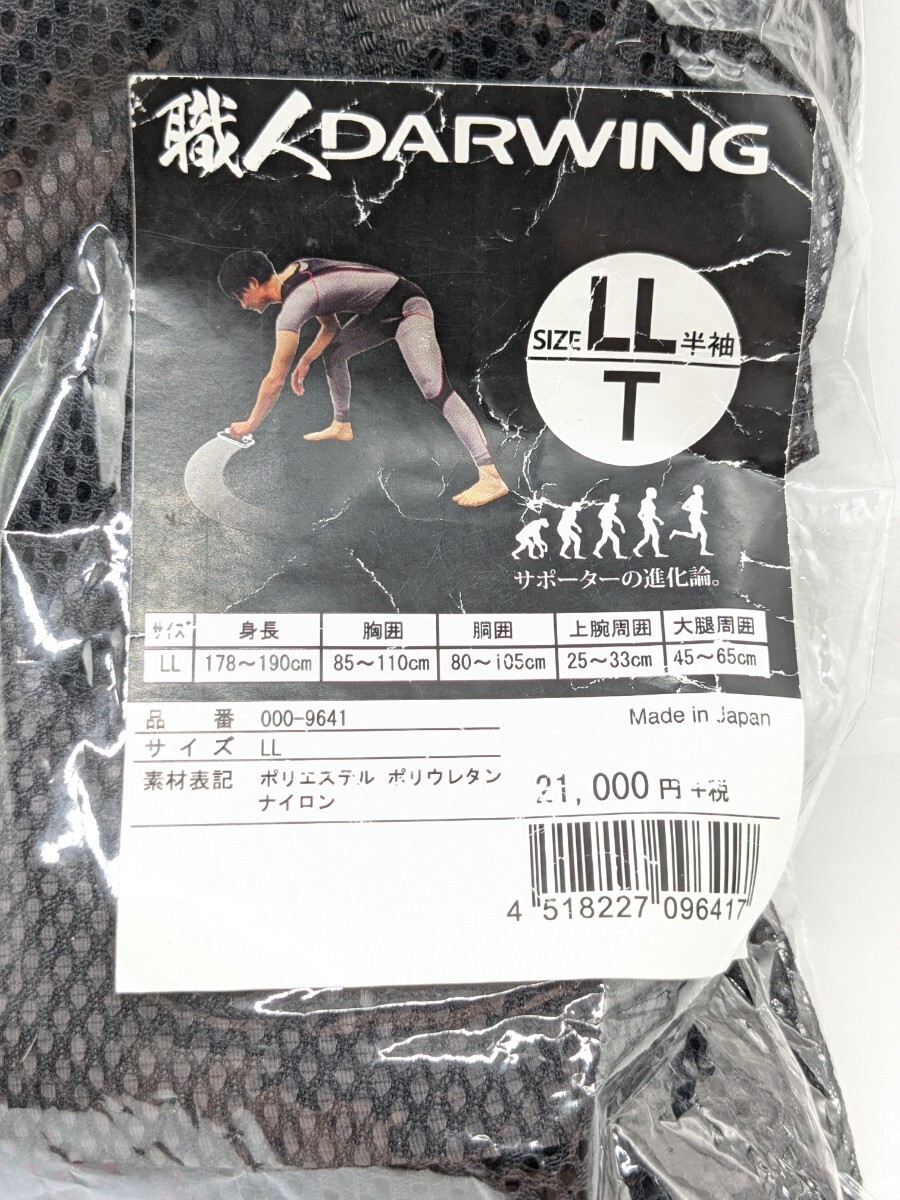 職人DARWING
SIZE LL 半袖
T
サポーターの進化論。
サイズ 身長 胸囲 胴囲 上腕周囲 大腿周囲
LL 178～190cm 85～110cm 80～105cm 25～33cm 45～65cm
品番 000-9641 Made in Japan
サイズ LL
素材表記 ポリエステル ポリウレタン
ナイロン
21,000円+税
4 518227 096417